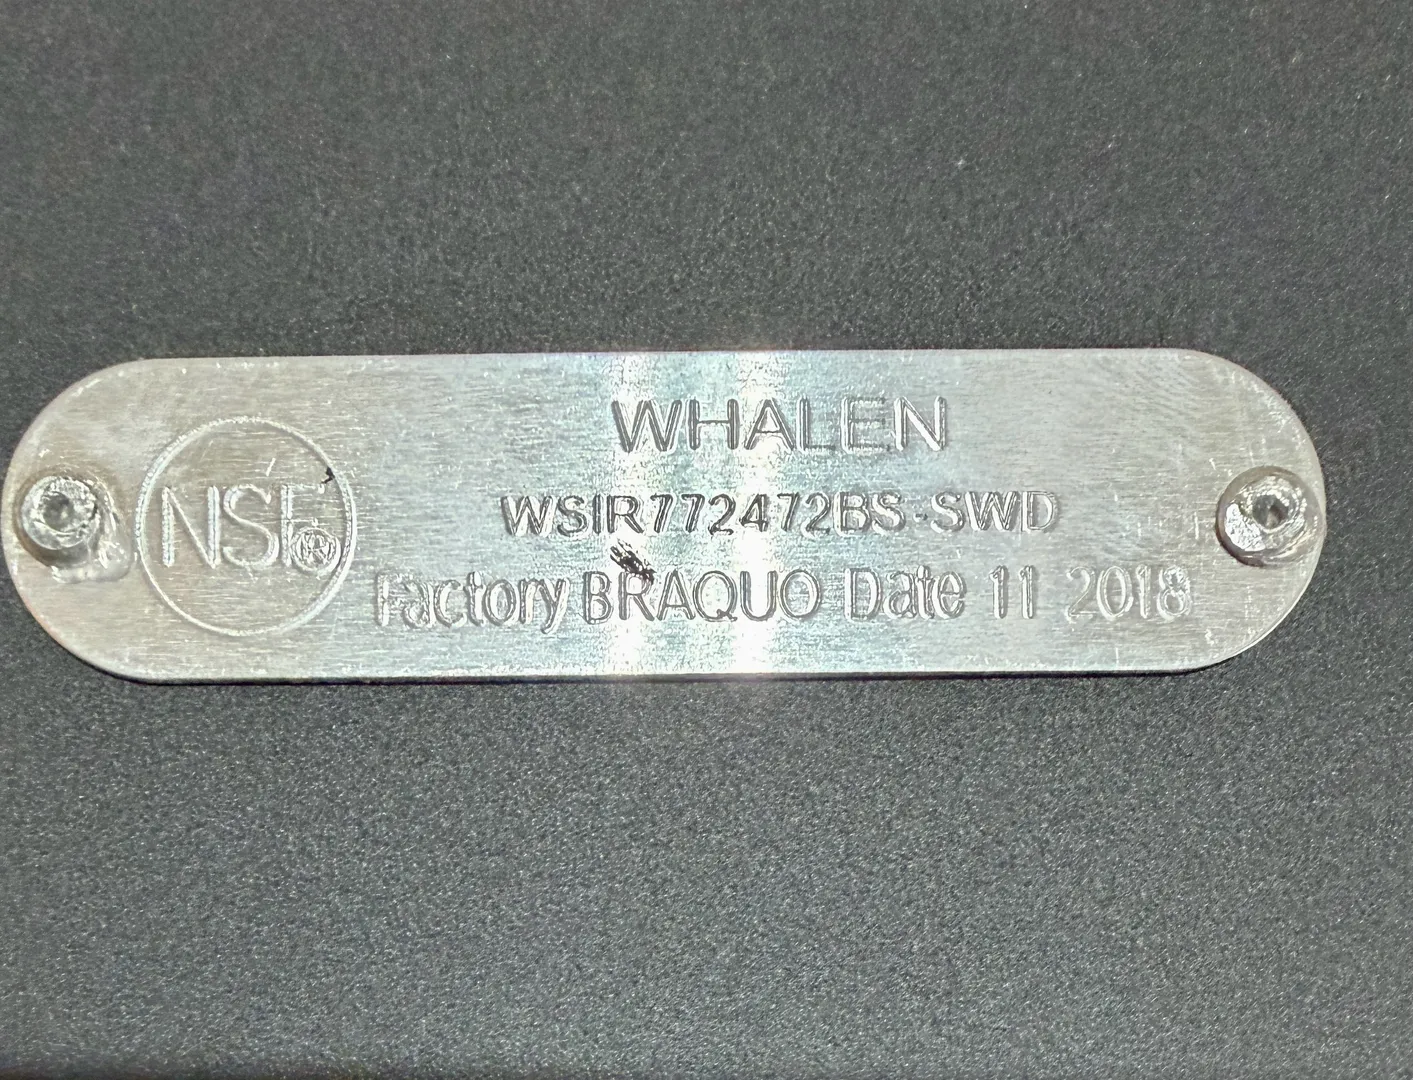 WHALEN
NSF®
WSIR772472BS-SWD
Factory BRAQUO Date 11 2018